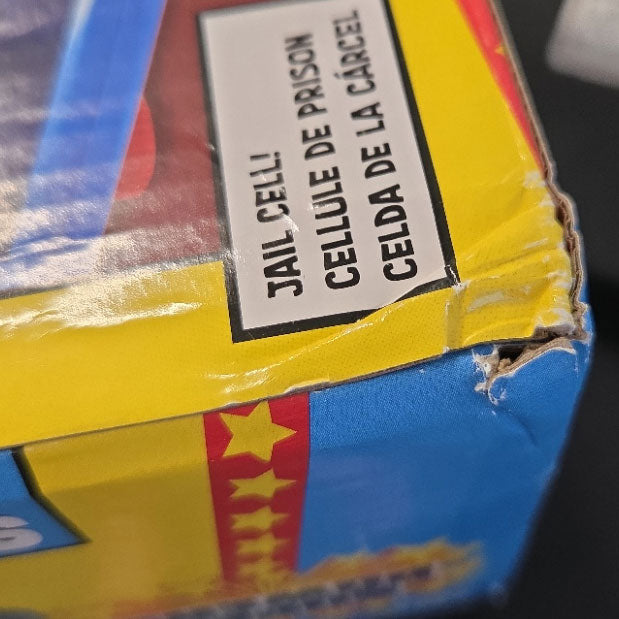 JAIL CELL!
CELLULE DE PRISON
CELDA DE LA CÁRCEL
S